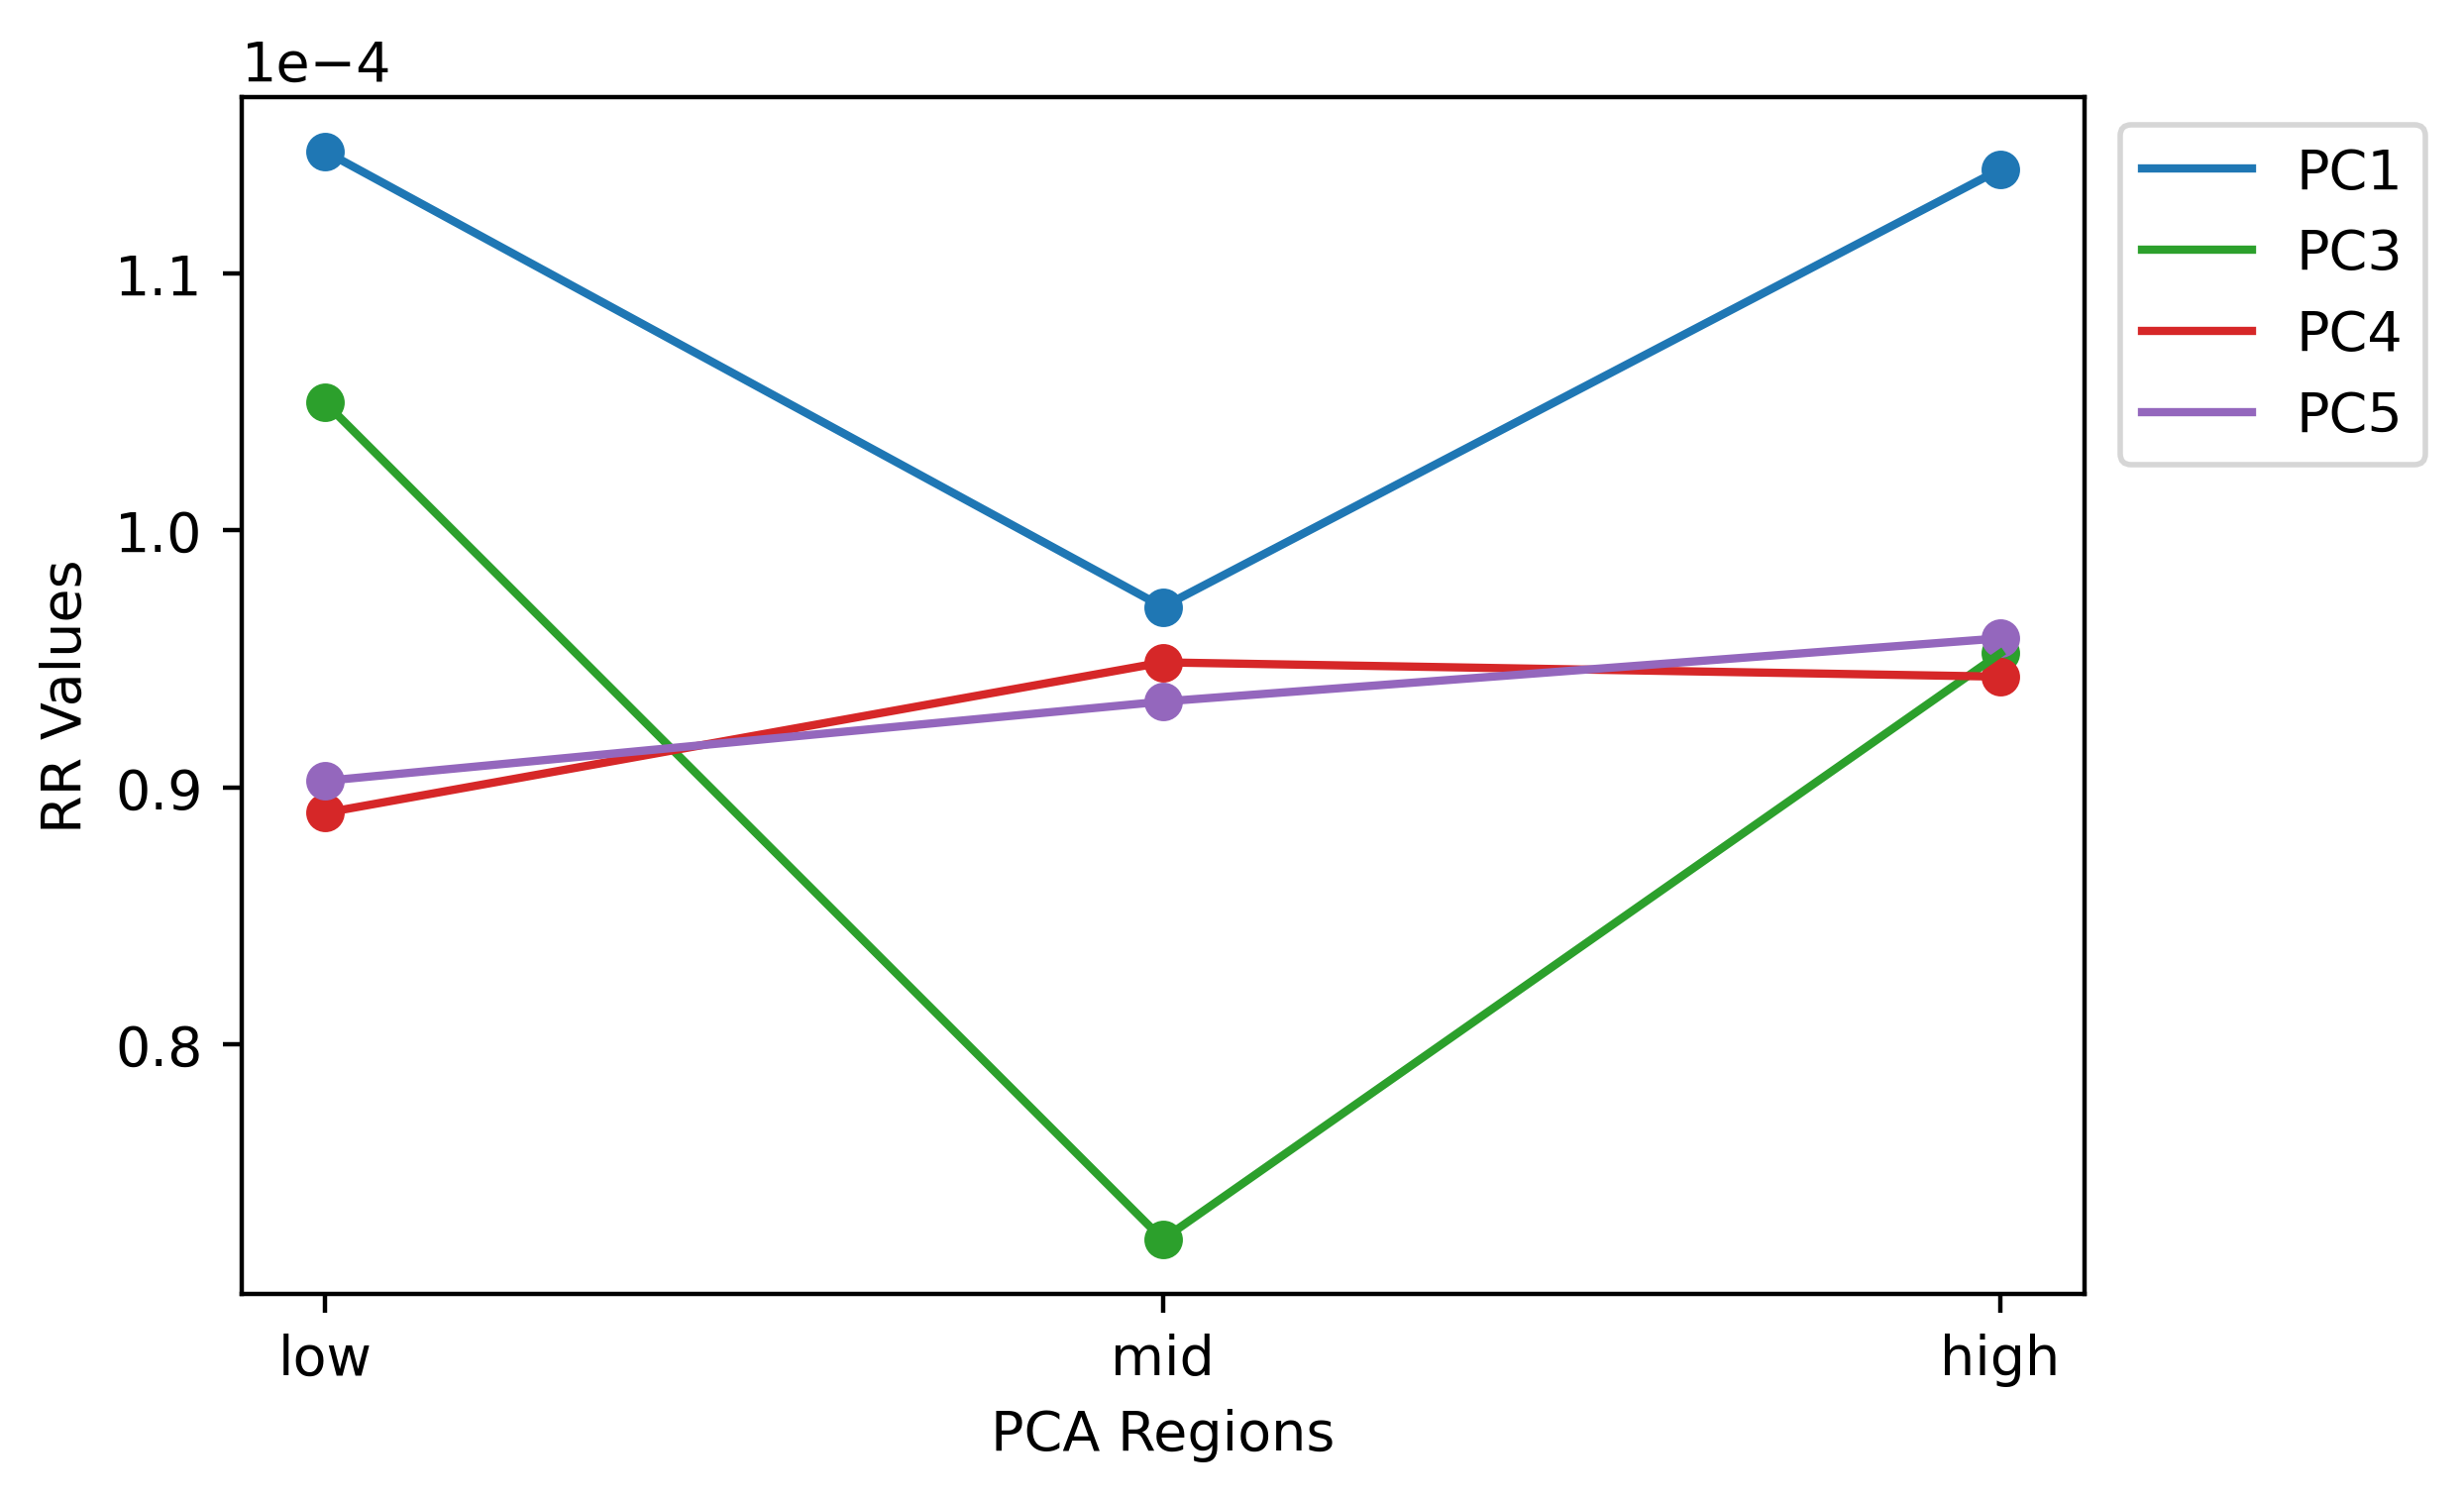 1e−4
1.1
1.0
0.9
0.8
RR Values
low
mid
high
PCA Regions
PC1
PC3
PC4
PC5